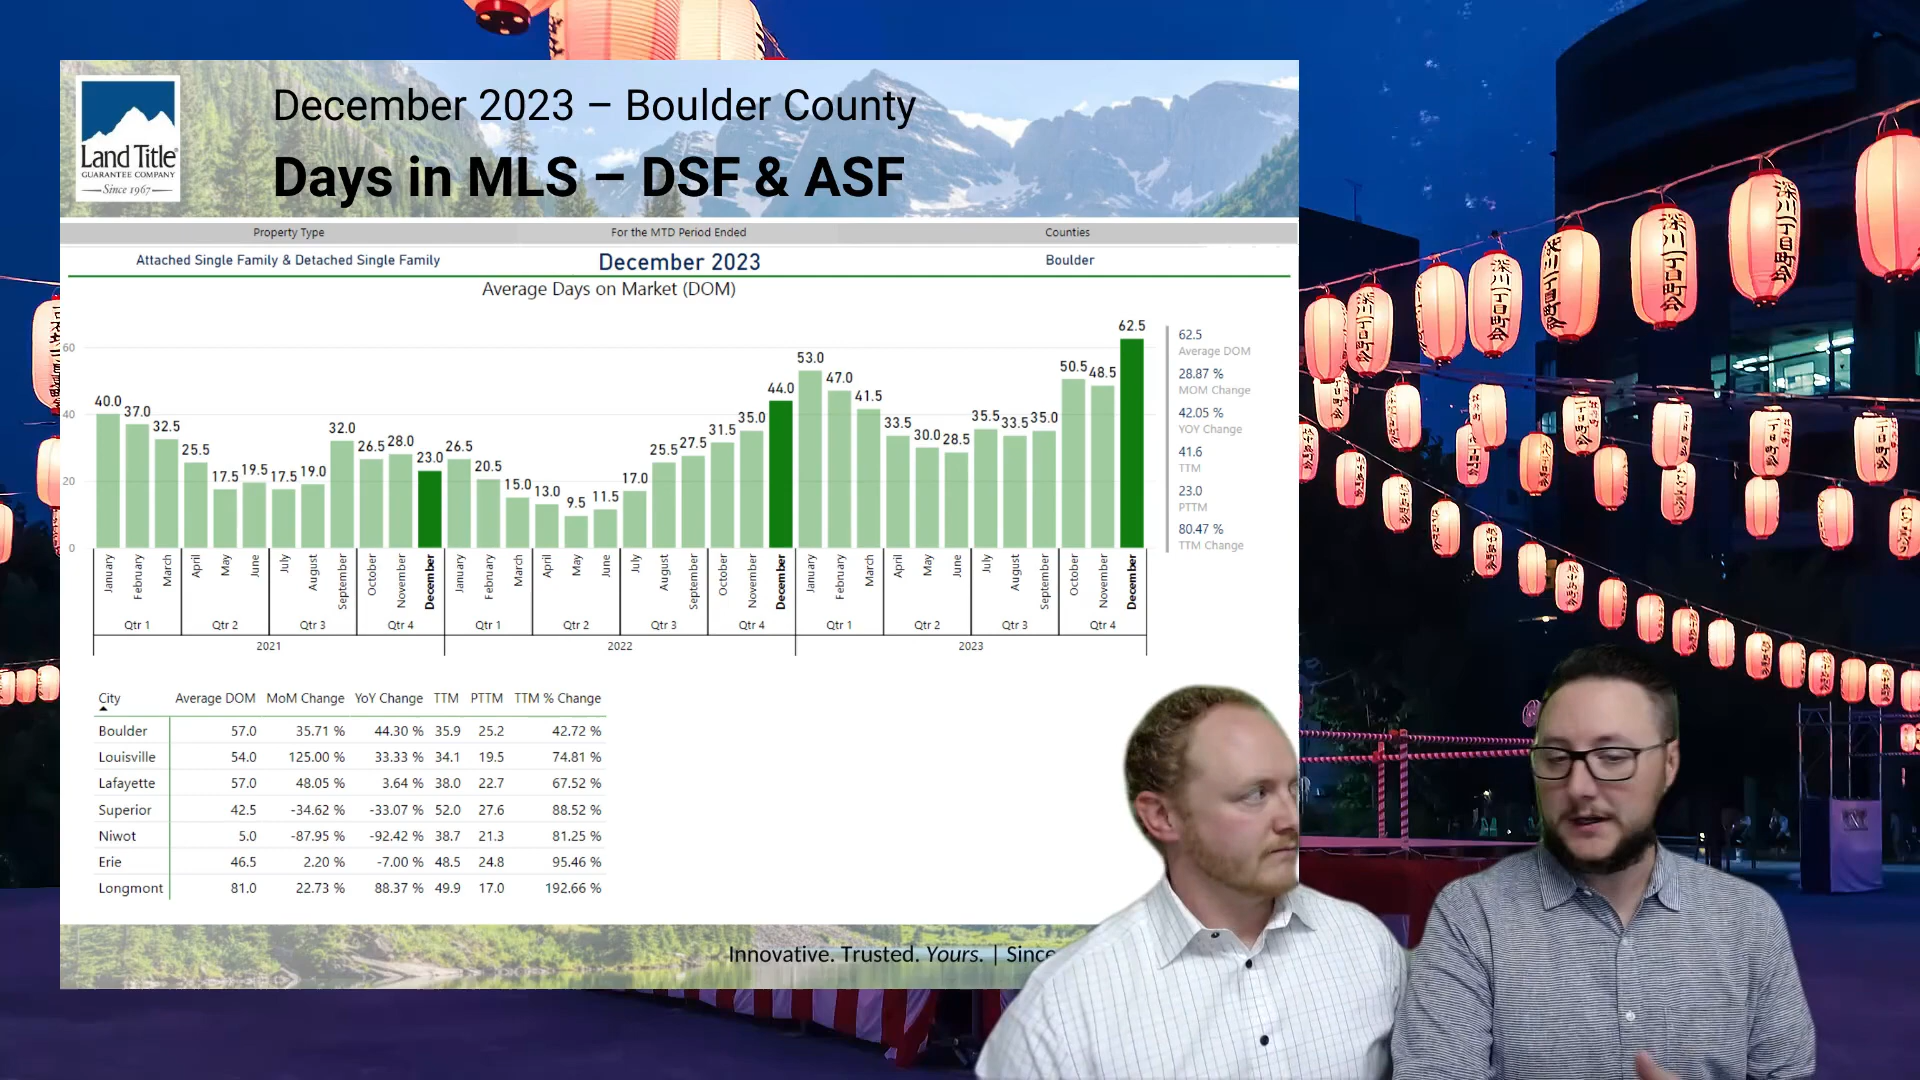 Land Title®
GUARANTEE COMPANY
Since 1967
December 2023 – Boulder County
Days in MLS – DSF & ASF
Property Type
For the MTD Period Ended
Counties
Attached Single Family & Detached Single Family
December 2023
Boulder
Average Days on Market (DOM)
60
40
20
0
40.0 37.0 32.5 25.5 17.5 19.5 17.5 19.0 32.0 26.5 28.0 23.0 26.5 20.5 15.0 13.0 9.5 11.5 17.0 25.5 27.5 31.5 35.0 44.0 53.0 47.0 41.5 33.5 30.0 28.5 35.5 33.5 35.0 50.5 48.5 62.5
January February March April May June July August September October November December January February March April May June July August September October November December January February March April May June July August September October November December
Qtr 1 Qtr 2 Qtr 3 Qtr 4 Qtr 1 Qtr 2 Qtr 3 Qtr 4 Qtr 1 Qtr 2 Qtr 3 Qtr 4
2021 2022 2023
62.5
Average DOM
28.87 %
MOM Change
42.05 %
YOY Change
41.6
TTM
23.0
PTTM
80.47 %
TTM Change
City Average DOM MoM Change YoY Change TTM PTTM TTM % Change
Boulder 57.0 35.71 % 44.30 % 35.9 25.2 42.72 %
Louisville 54.0 125.00 % 33.33 % 34.1 19.5 74.81 %
Lafayette 57.0 48.05 % 3.64 % 38.0 22.7 67.52 %
Superior 42.5 -34.62 % -33.07 % 52.0 27.6 88.52 %
Niwot 5.0 -87.95 % -92.42 % 38.7 21.3 81.25 %
Erie 46.5 2.20 % -7.00 % 48.5 24.8 95.46 %
Longmont 81.0 22.73 % 88.37 % 49.9 17.0 192.66 %
Innovative. Trusted. Yours. | Since